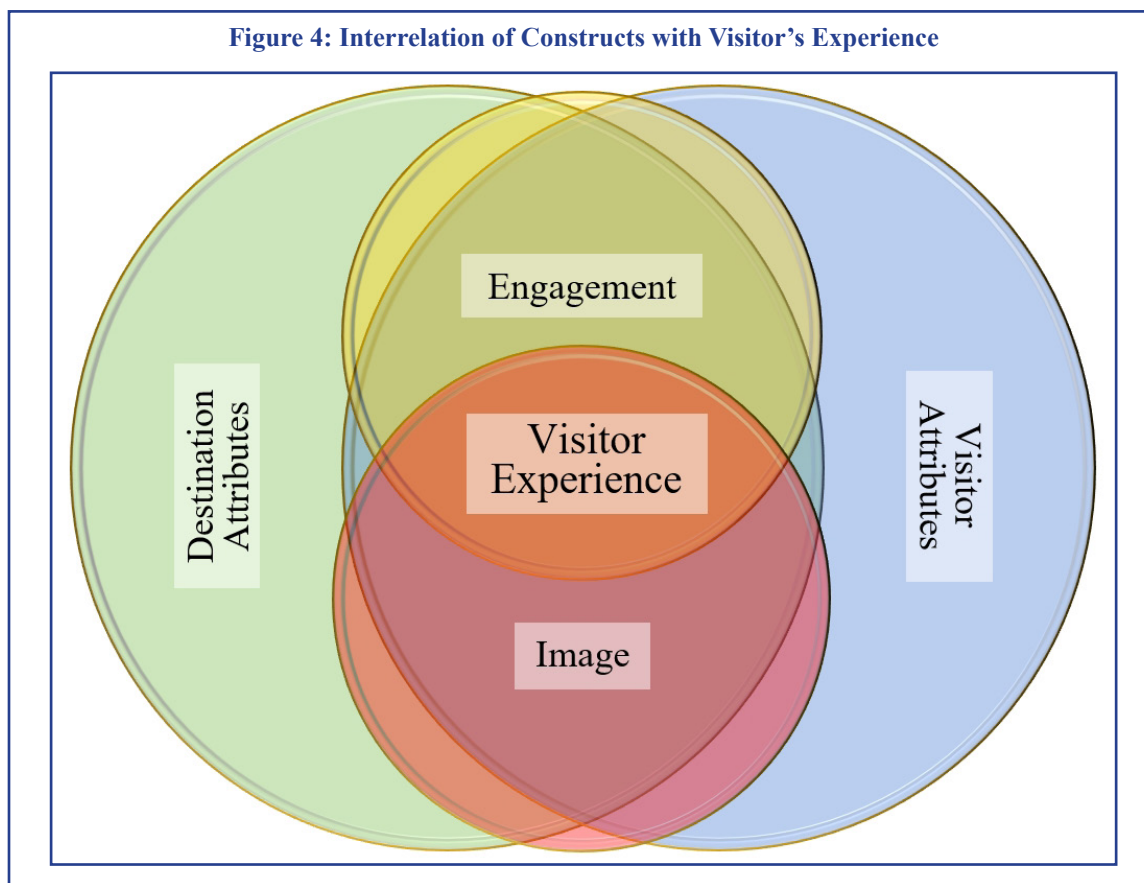 Figure 4: Interrelation of Constructs with Visitor’s Experience
Engagement
Destination
Attributes
Visitor
Experience
Visitor
Attributes
Image